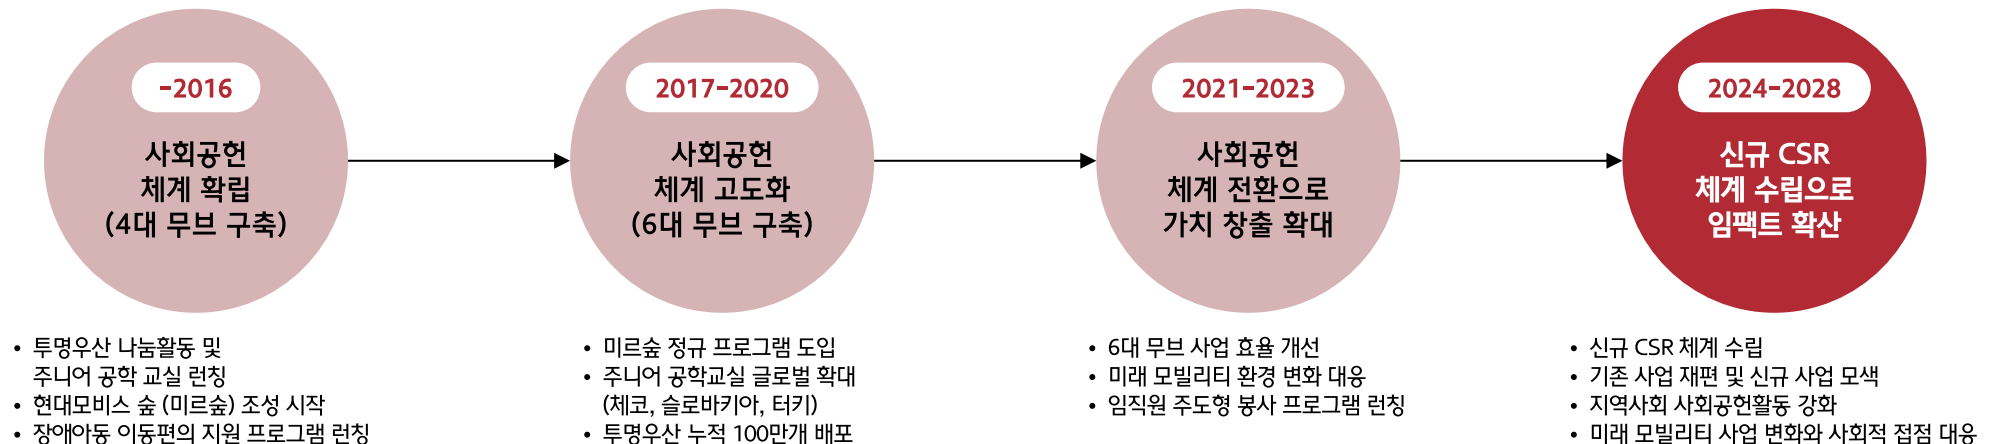 -2016
사회공헌
체계 확립
(4대 무브 구축)
• 투명우산 나눔활동 및
주니어 공학 교실 런칭
• 현대모비스 숲 (미르숲) 조성 시작
• 장애아동 이동편의 지원 프로그램 런칭
2017-2020
사회공헌
체계 고도화
(6대 무브 구축)
• 미르숲 정규 프로그램 도입
• 주니어 공학교실 글로벌 확대
(체코, 슬로바키아, 터키)
• 투명우산 누적 100만개 배포
2021-2023
사회공헌
체계 전환으로
가치 창출 확대
• 6대 무브 사업 효율 개선
• 미래 모빌리티 환경 변화 대응
• 임직원 주도형 봉사 프로그램 런칭
2024-2028
신규 CSR
체계 수립으로
임팩트 확산
• 신규 CSR 체계 수립
• 기존 사업 재편 및 신규 사업 모색
• 지역사회 사회공헌활동 강화
• 미래 모빌리티 사업 변화와 사회적 접점 대응